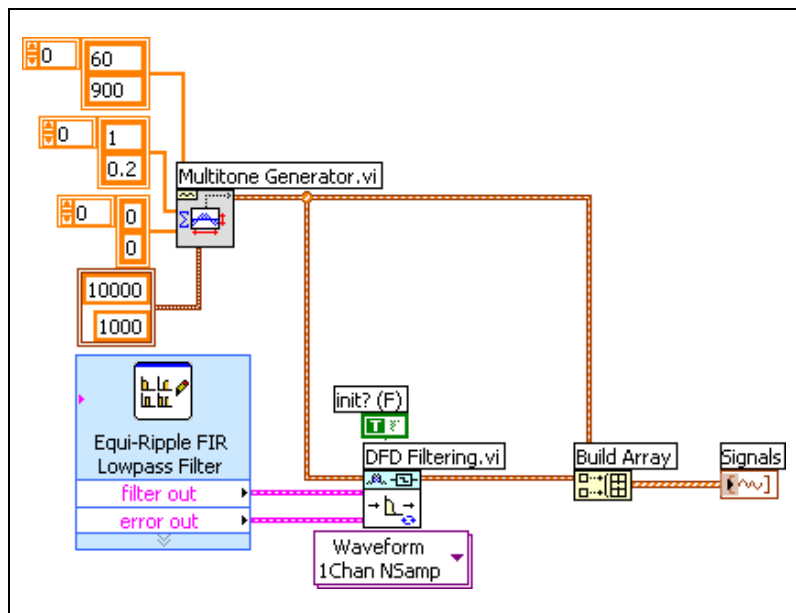 0
60
900
0
1
0.2
Multitone Generator.vi
0
0
0
10000
1000
Equi-Ripple FIR
Lowpass Filter
filter out
error out
init? (F)
T
DFD Filtering.vi
Waveform
1Chan NSamp
Build Array
Signals